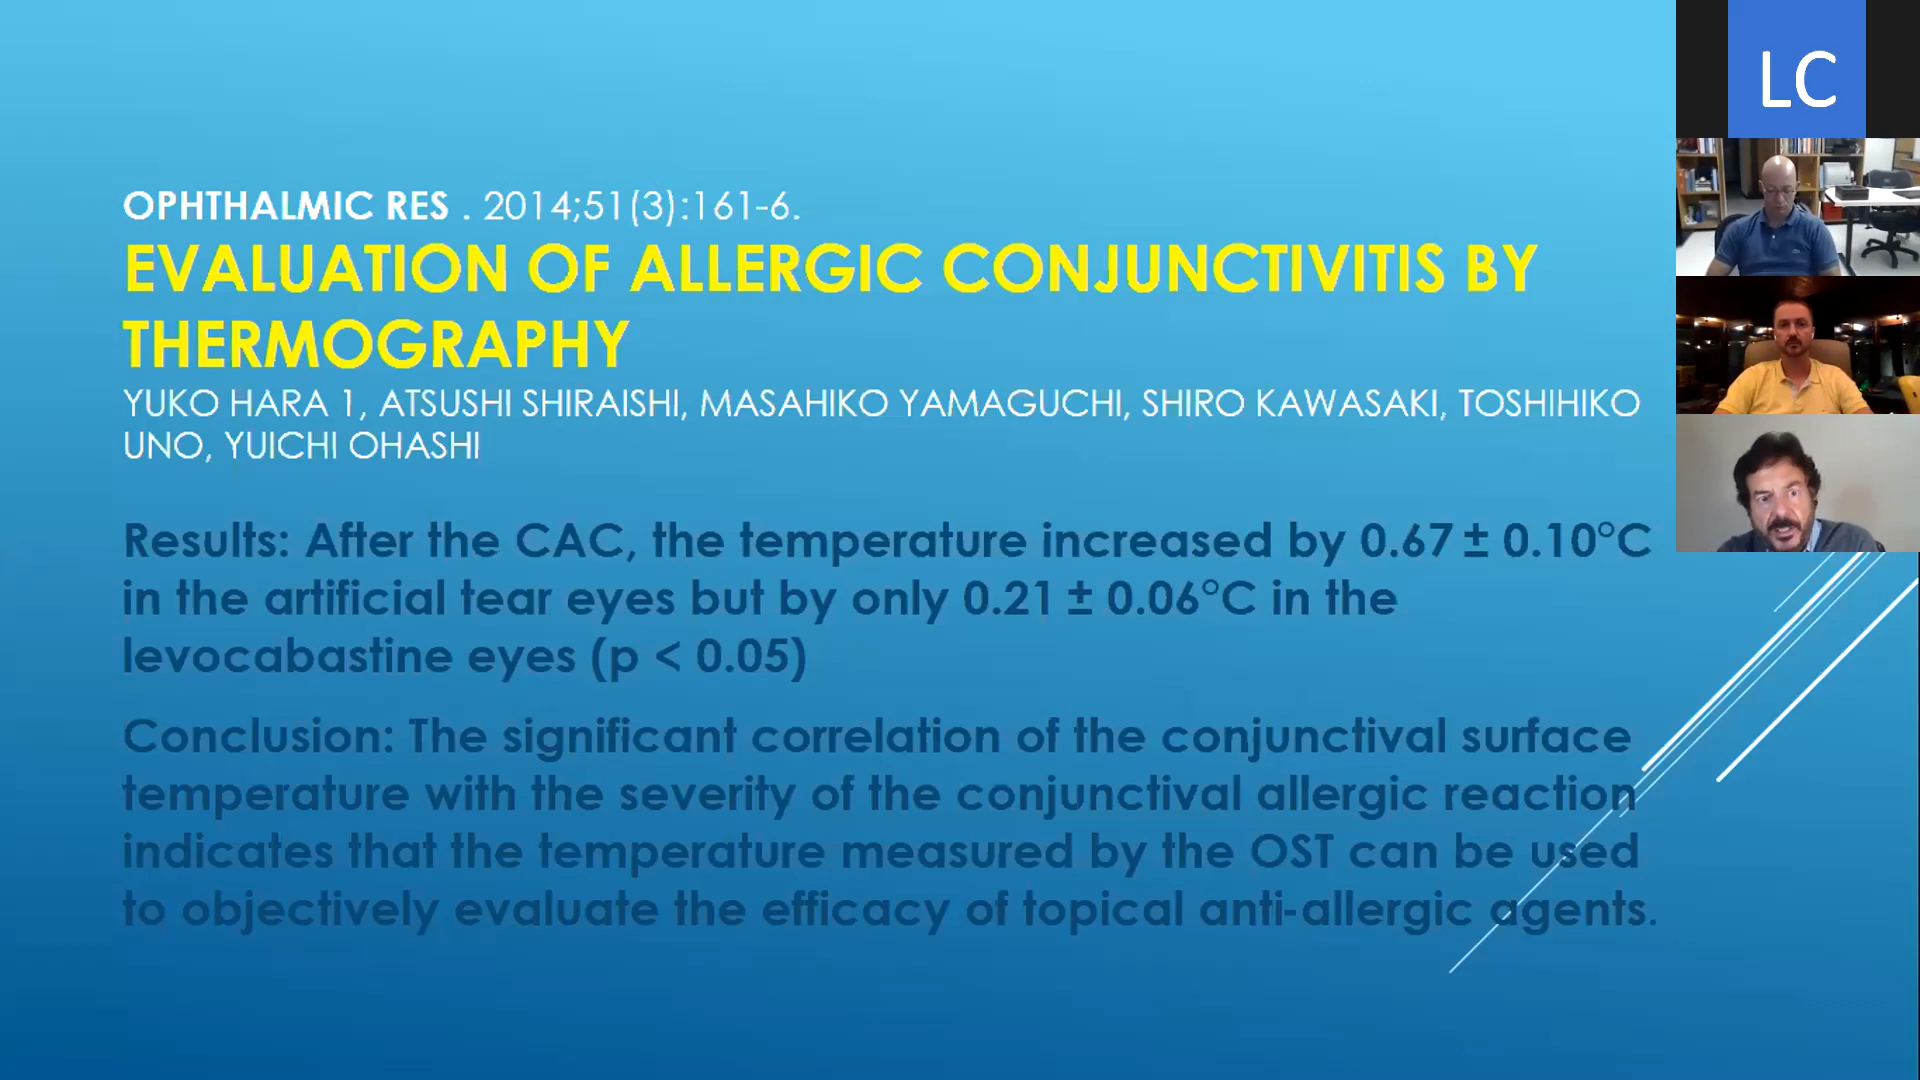 OPHTHALMIC RES . 2014;51(3):161-6.
EVALUATION OF ALLERGIC CONJUNCTIVITIS BY
THERMOGRAPHY
YUKO HARA 1, ATSUSHI SHIRAISHI, MASAHIKO YAMAGUCHI, SHIRO KAWASAKI, TOSHIHIKO
UNO, YUICHI OHASHI
Results: After the CAC, the temperature increased by 0.67 ± 0.10°C
in the artificial tear eyes but by only 0.21 ± 0.06°C in the
levocabastine eyes (p < 0.05)
Conclusion: The significant correlation of the conjunctival surface
temperature with the severity of the conjunctival allergic reaction
indicates that the temperature measured by the OST can be used
to objectively evaluate the efficacy of topical anti-allergic agents.
LC